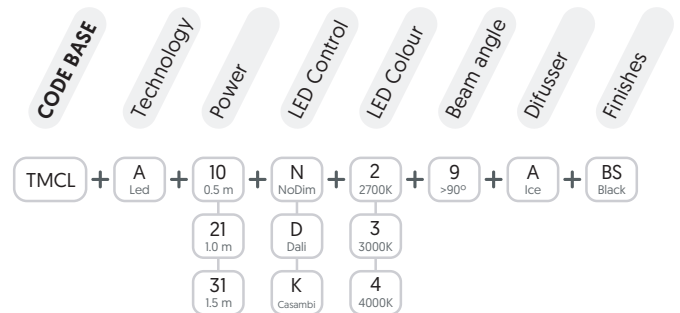 CODE BASE
Technology
Power
LED Control
LED Colour
Beam angle
Difusser
Finishes
TMCL + A + 10 + N + 2 + 9 + A + BS
Led 0.5 m NoDim 2700K >90º Ice Black
21 D 3
1.0 m Dali 3000K
31 K 4
1.5 m Casambi 4000K